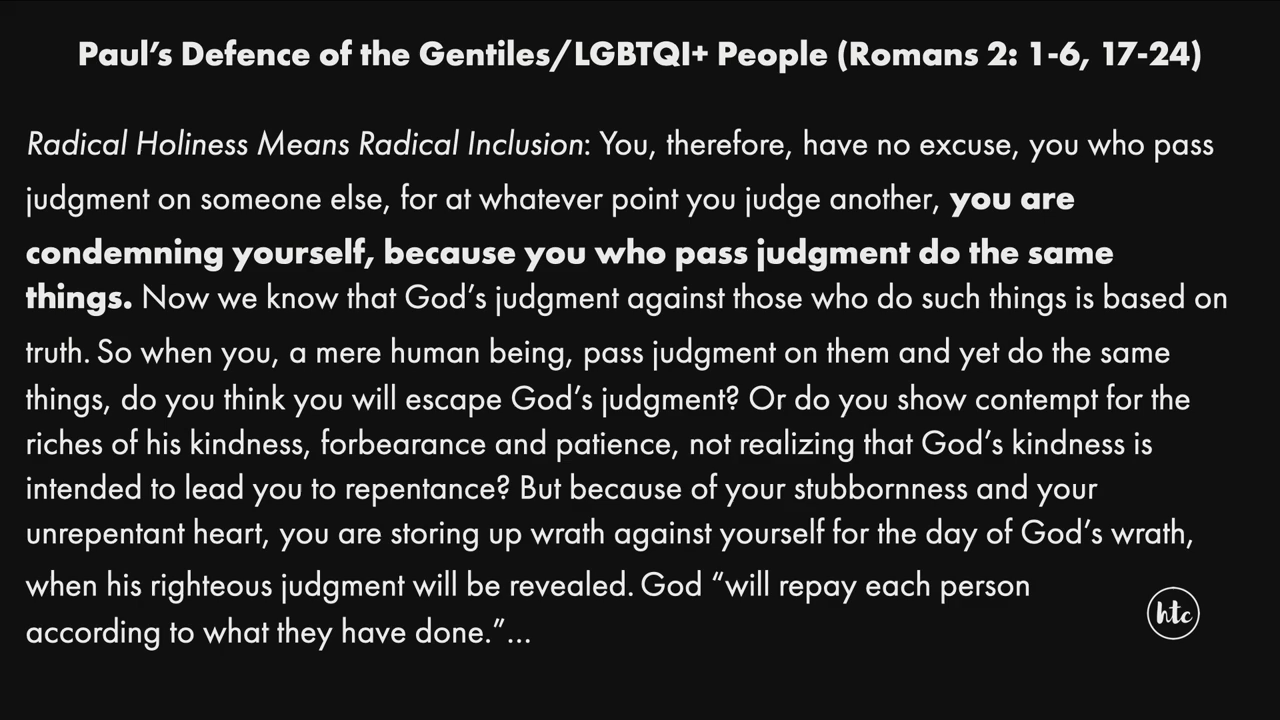 Paul’s Defence of the Gentiles/LGBTQI+ People (Romans 2: 1-6, 17-24)
Radical Holiness Means Radical Inclusion: You, therefore, have no excuse, you who pass
judgment on someone else, for at whatever point you judge another, you are
condemning yourself, because you who pass judgment do the same
things. Now we know that God’s judgment against those who do such things is based on
truth. So when you, a mere human being, pass judgment on them and yet do the same
things, do you think you will escape God’s judgment? Or do you show contempt for the
riches of his kindness, forbearance and patience, not realizing that God’s kindness is
intended to lead you to repentance? But because of your stubbornness and your
unrepentant heart, you are storing up wrath against yourself for the day of God’s wrath,
when his righteous judgment will be revealed. God “will repay each person
according to what they have done.”...
htc